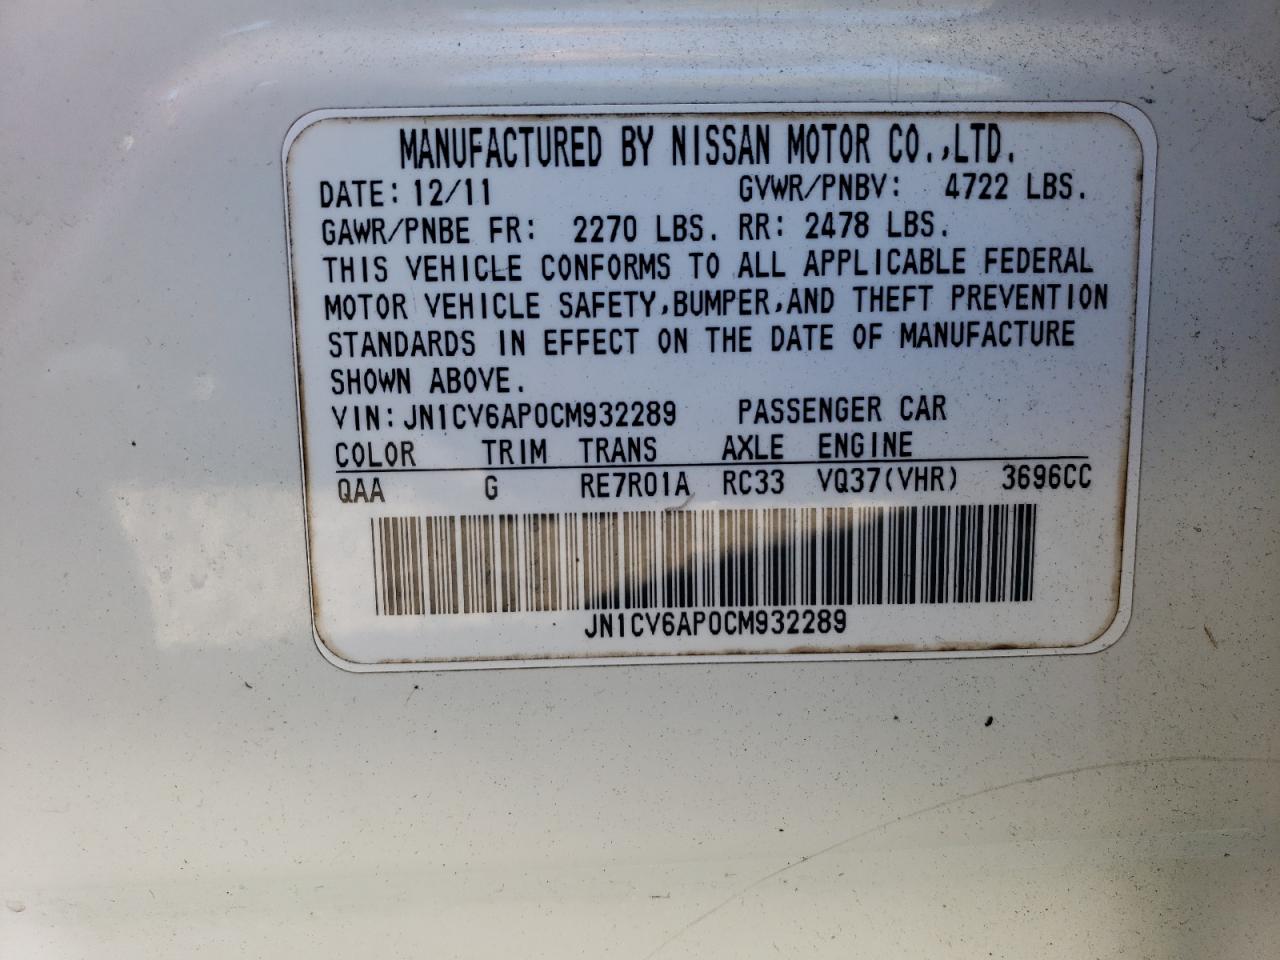 MANUFACTURED BY NISSAN MOTOR CO.,LTD.
DATE: 12/11 GVWR/PNBV: 4722 LBS.
GAWR/PNBE FR: 2270 LBS. RR: 2478 LBS.
THIS VEHICLE CONFORMS TO ALL APPLICABLE FEDERAL
MOTOR VEHICLE SAFETY,BUMPER,AND THEFT PREVENTION
STANDARDS IN EFFECT ON THE DATE OF MANUFACTURE
SHOWN ABOVE.
VIN:JN1CV6AP0CM932289 PASSENGER CAR
COLOR TRIM TRANS AXLE ENGINE
QAA G RE7R01A RC33 VQ37(VHR) 3696CC
JN1CV6AP0CM932289